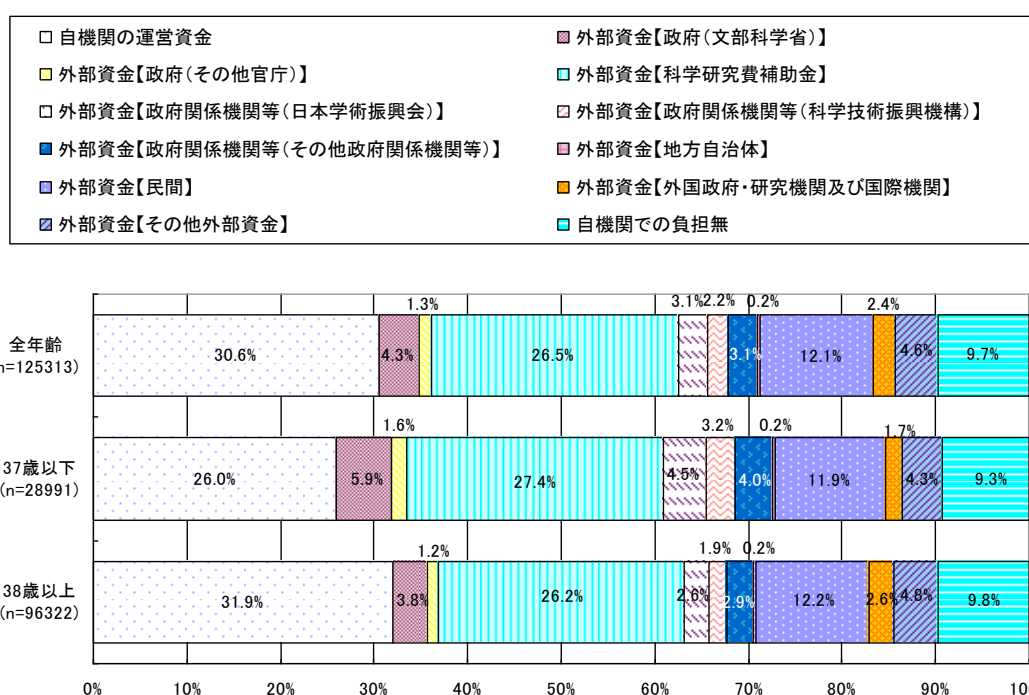 □ 自機関の運営資金
外部資金【政府(文部科学省)】
外部資金【政府(その他官庁)】
外部資金【科学研究費補助金】
外部資金【政府関係機関等(日本学術振興会)】
外部資金【政府関係機関等(科学技術振興機構)】
外部資金【政府関係機関等(その他政府関係機関等)】
外部資金【地方自治体】
外部資金【民間】
外部資金【外国政府・研究機関及び国際機関】
外部資金【その他外部資金】
自機関での負担無
1.3% 3.1% 2.2% 0.2% 2.4%
全年齢
n=125313)
30.6% 4.3% 26.5% 3.1% 12.1% 4.6% 9.7%
1.6% 3.2% 0.2% 1.7%
37歳以下
(n=28991)
26.0% 5.9% 27.4% 4.5% 4.0% 11.9% 4.3% 9.3%
1.2% 1.9% 0.2%
38歳以上
(n=96322)
31.9% 3.8% 26.2% 2.6% 2.9% 12.2% 2.6% 4.8% 9.8%
0% 10% 20% 30% 40% 50% 60% 70% 80% 90% 100